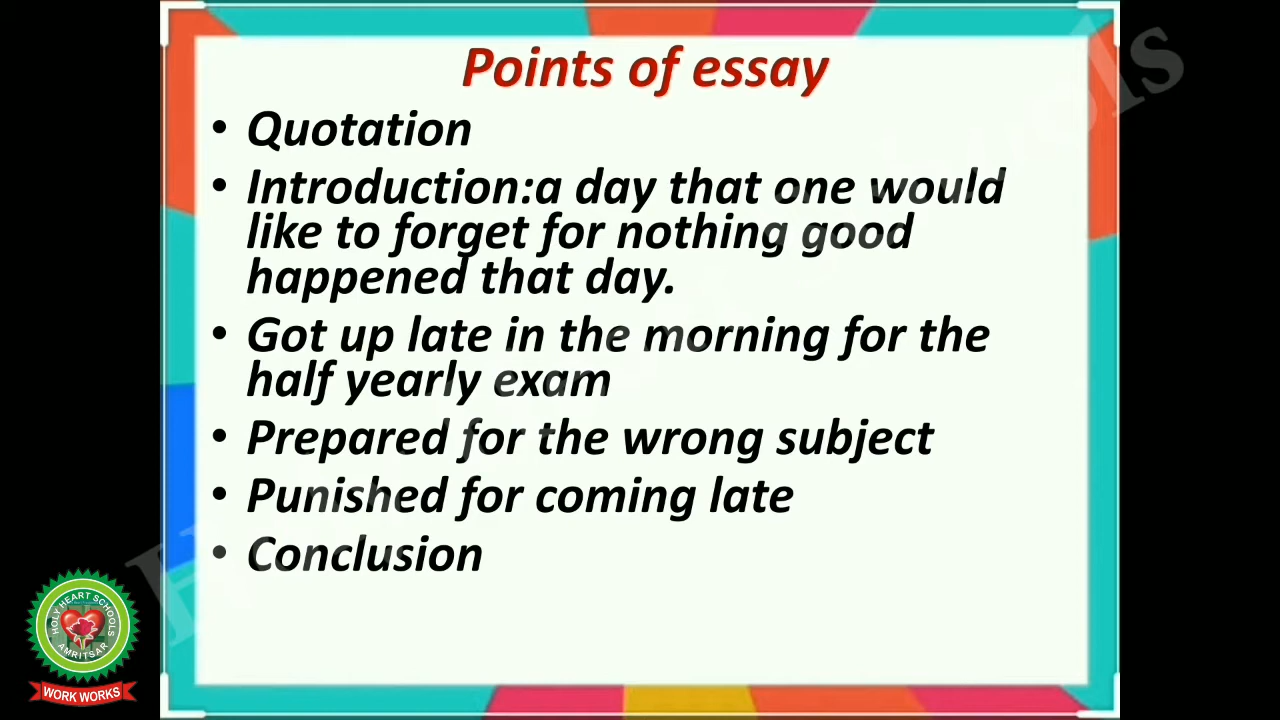 Points of essay
• Quotation
• Introduction:a day that one would
like to forget for nothing good
happened that day.
• Got up late in the morning for the
half yearly exam
• Prepared for the wrong subject
• Punished for coming late
• Conclusion
HOLY HEART SCHOOLS
AMRITSAR
WORK WORKS